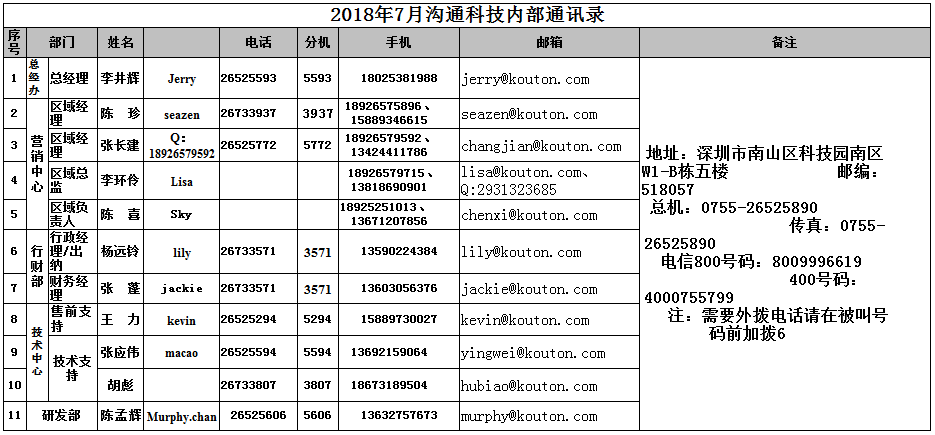 2018年7月沟通科技内部通讯录
序号 部门 姓名 电话 分机 手机 邮箱 备注
1 总经办 总经理 李井辉 Jerry 26525593 5593 18025381988 jerry@kouton.com
2 营销中心 区域经理 陈 珍 seazen 26733937 3937 18926575896、15889346615 seazen@kouton.com
3 区域经理 张长建 Q：18926579592 26525772 5772 18926579592、13424411786 changjian@kouton.com
4 区域总监 李环伶 Lisa 18926579715、13818690901 lisa@kouton.com、Q:2931323685
5 区域负责人 陈 喜 Sky 18925251013、13671207856 chenxi@kouton.com
6 行财部 行政经理/出纳 杨远铃 lily 26733571 3571 13590224384 lily@kouton.com
7 财务经理 张 蓬 jackie 26733571 3571 13603056376 jackie@kouton.com
8 技术中心 售前支持 王 力 kevin 26525294 5294 15889730027 kevin@kouton.com
9 技术支持 张应伟 macao 26525594 5594 13692159064 yingwei@kouton.com
10 胡彪 26733807 3807 18673189504 hubiao@kouton.com
11 研发部 陈孟辉 Murphy.chan 26525606 5606 13632757673 murphy@kouton.com
地址：深圳市南山区科技园南区
W1-B栋五楼 邮编：
518057
总机：0755-26525890
传真：0755-
26525890
电信800号码：8009996619
400号码：
4000755799
注：需要外拨电话请在被叫号
码前加拨6